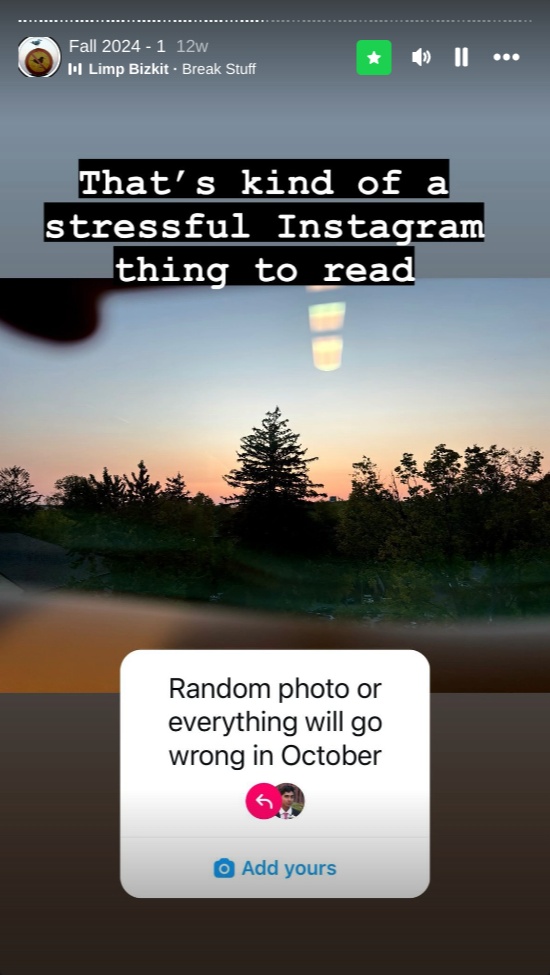 Fall 2024 - 1 12w
Limp Bizkit · Break Stuff
That's kind of a
stressful Instagram
thing to read
Random photo or
everything will go
wrong in October
Add yours